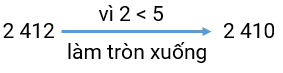 vì 2 < 5
2 412 2 410
làm tròn xuống